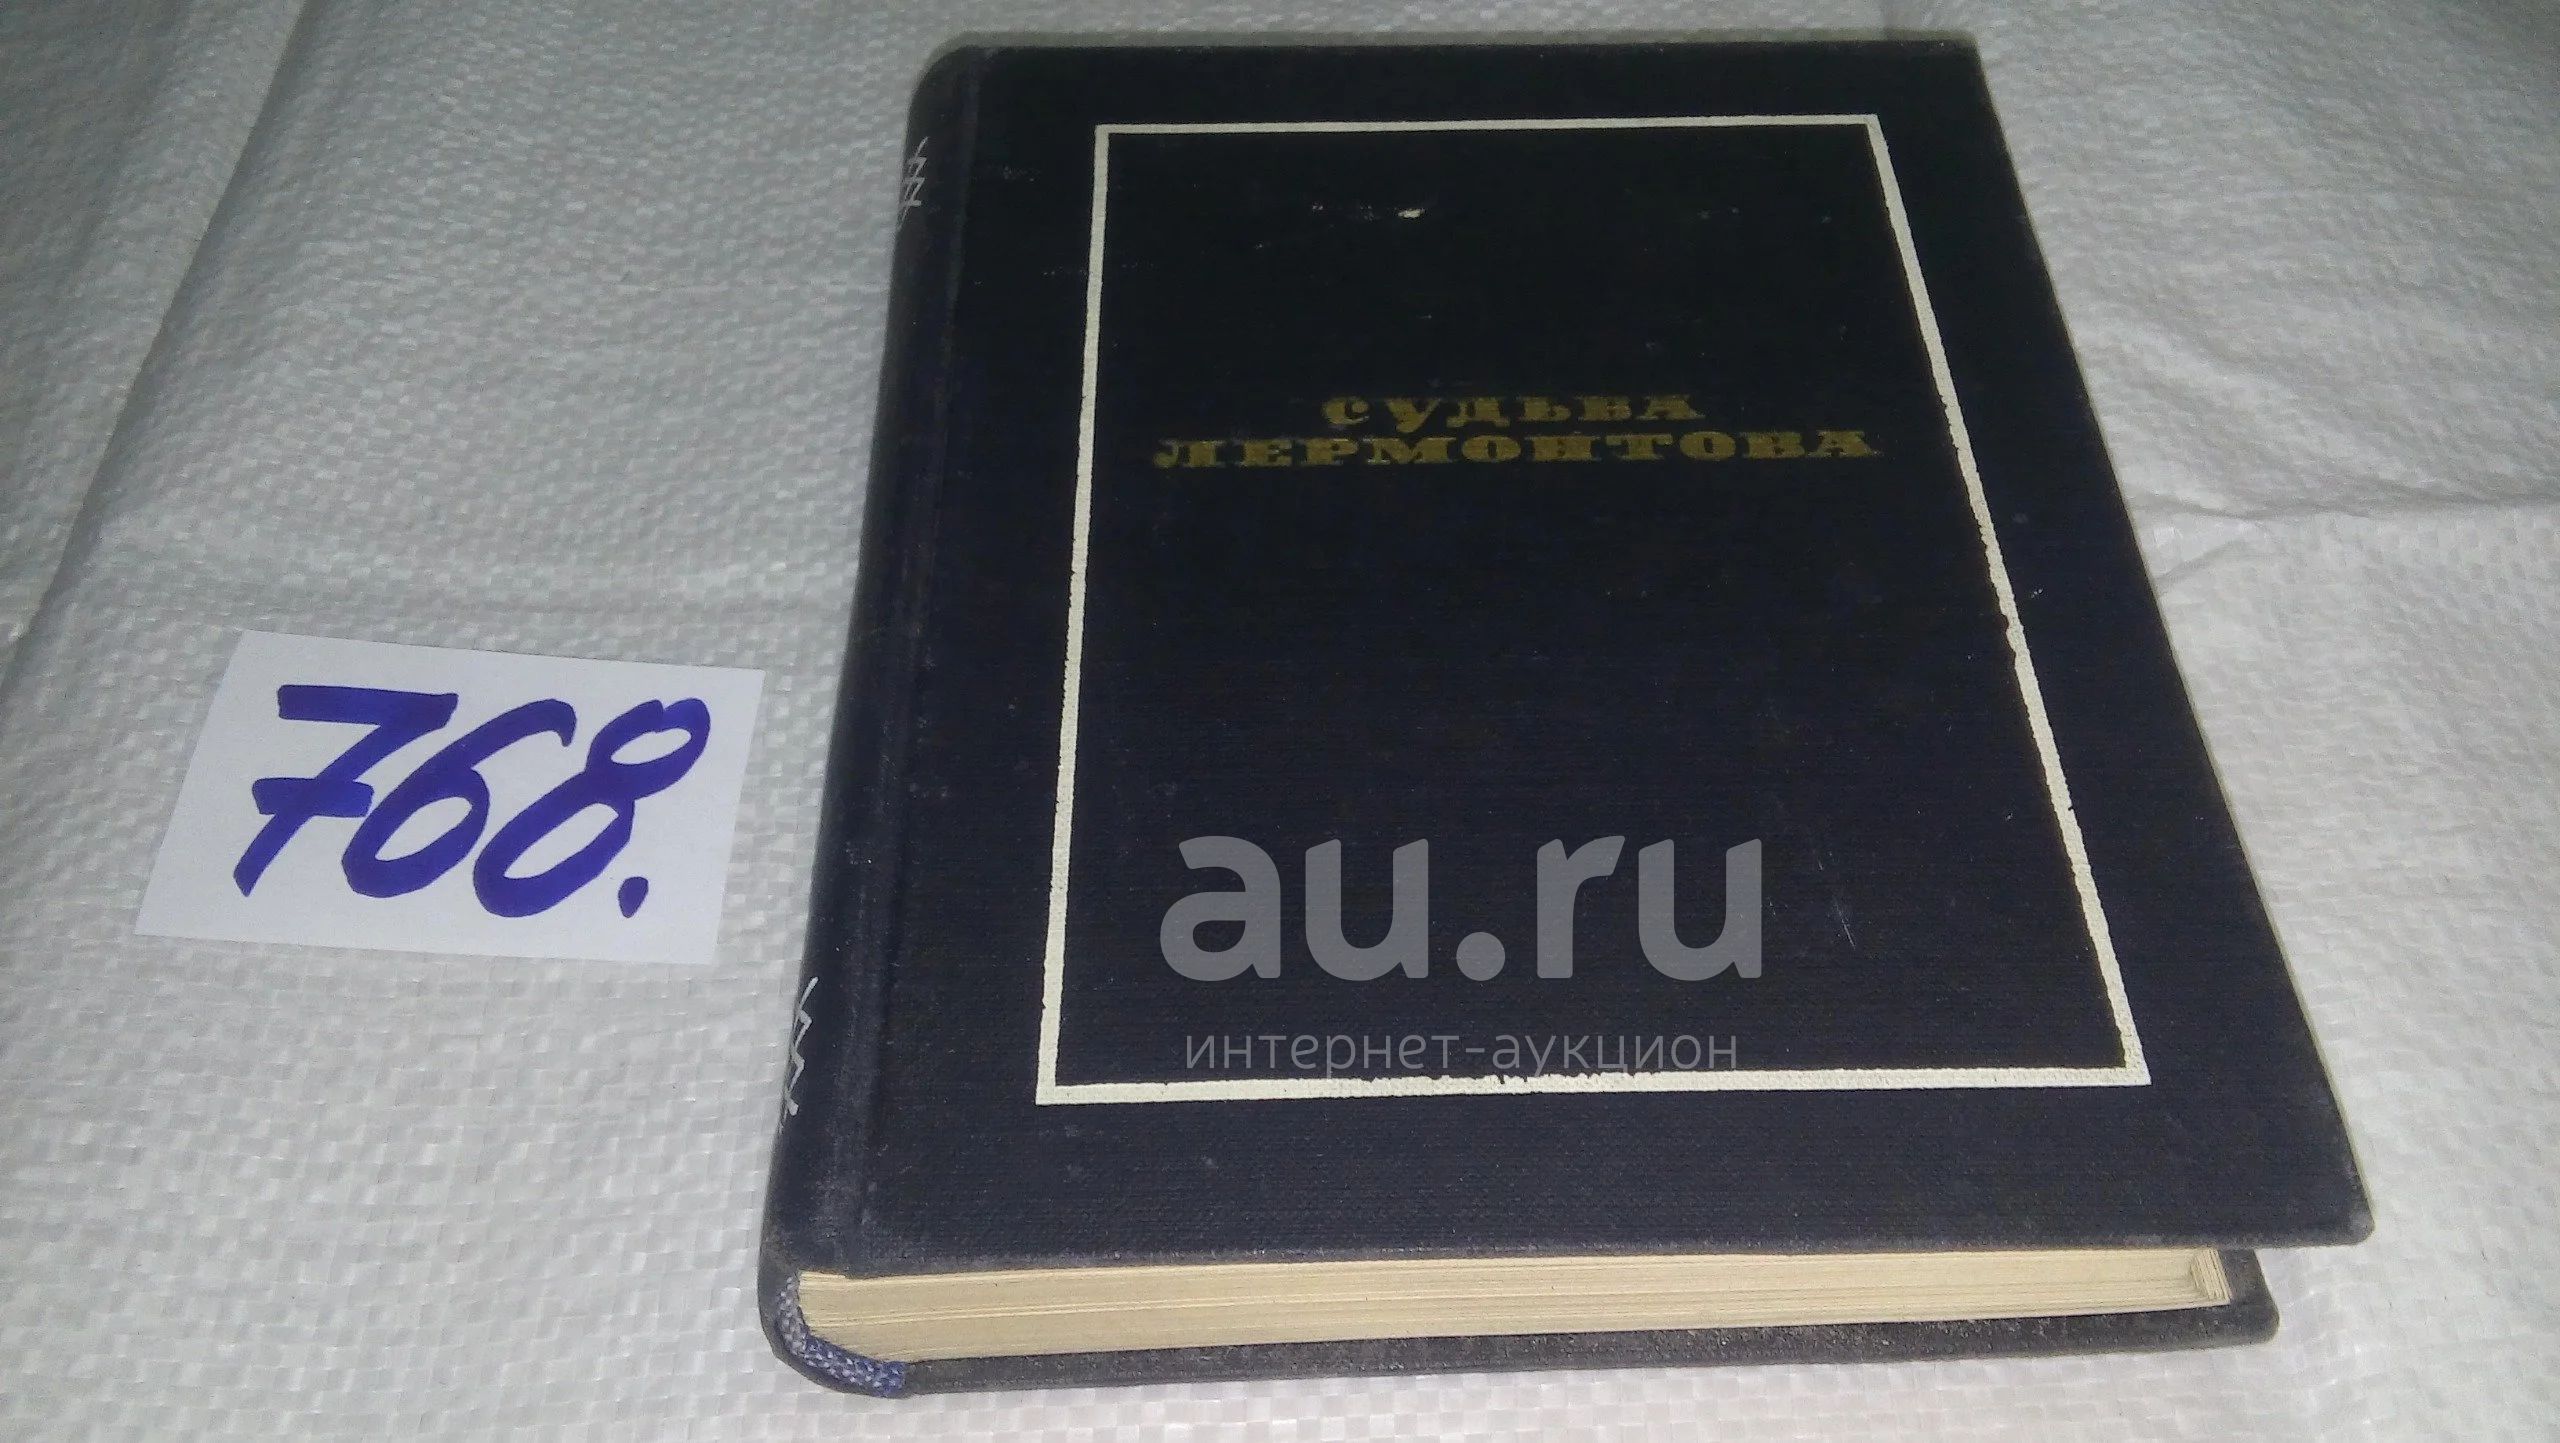 СУДЬБА
ЛЕРМОНТОВА
768.
au.ru
интернет-аукцион